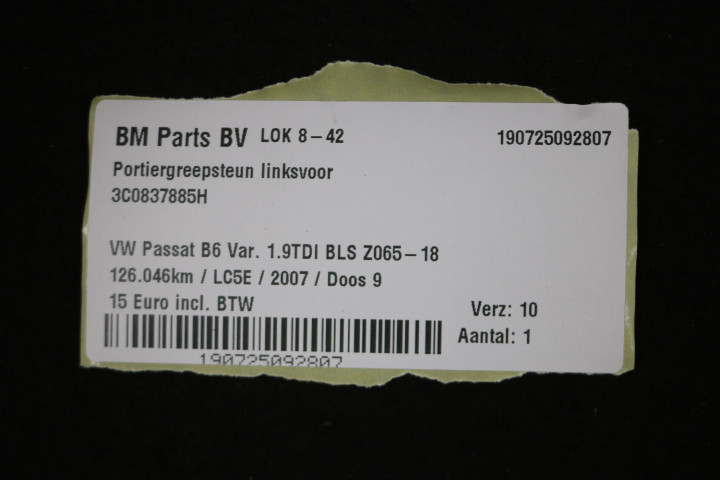 BM Parts BV LOK 8-42 190725092807
Portiergreepsteun linksvoor
3C0837885H
VW Passat B6 Var. 1.9TDI BLS Z065-18
126.046km / LC5E / 2007 / Doos 9
15 Euro incl. BTW
Verz: 10
Aantal: 1
190725092807